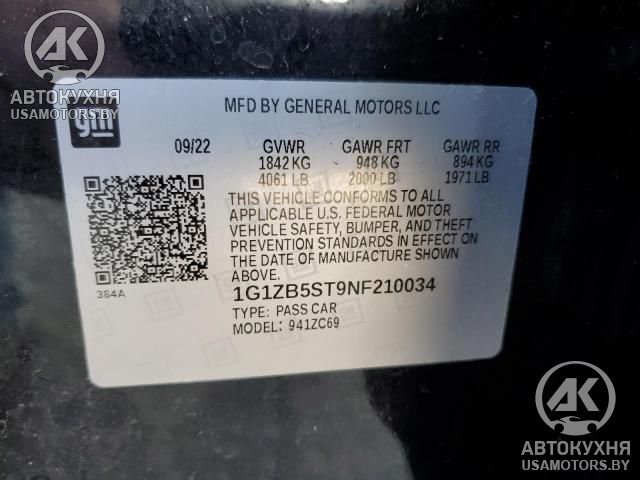 AK
АВТОКУХНЯ
USAMOTORS.BY
gm
MFD BY GENERAL MOTORS LLC
09/22 GVWR GAWR FRT GAWR RR
1842 KG 948 KG 894 KG
4061 LB 2090 LB 1971 LB
THIS VEHICLE CONFORMS TO ALL
APPLICABLE U.S. FEDERAL MOTOR
VEHICLE SAFETY, BUMPER, AND THEFT
PREVENTION STANDARDS IN EFFECT ON
THE DATE OF MANUFACTURE SHOWN
ABOVE.
384A
1G1ZB5ST9NF210034
TYPE: PASS CAR
MODEL: 941ZC69
AK
АВТОКУХНЯ
USAMOTORS.BY